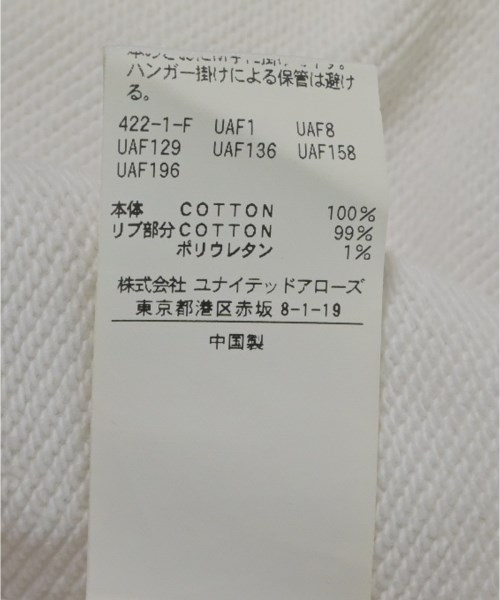 ハンガー掛けによる保管は避け
る。
422-1-F UAF1 UAF8
UAF129 UAF136 UAF158
UAF196
本体 COTTON 100%
リブ部分 COTTON 99%
ポリウレタン 1%
株式会社 ユナイテッドアローズ
東京都港区赤坂 8-1-19
中国製